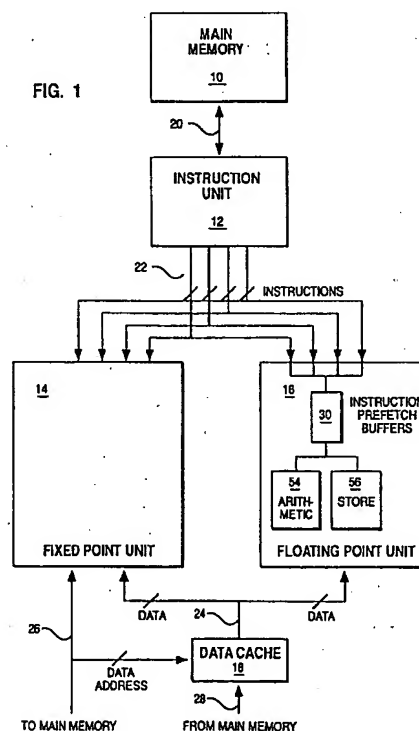 MAIN
MEMORY
10
FIG. 1
20
INSTRUCTION
UNIT
12
22
INSTRUCTIONS
14
16
INSTRUCTION
PREFETCH
BUFFERS
30
54
ARITH-
METIC
56
STORE
FIXED POINT UNIT
FLOATING POINT UNIT
26
DATA
24
DATA
DATA CACHE
18
DATA
ADDRESS
28
TO MAIN MEMORY
FROM MAIN MEMORY